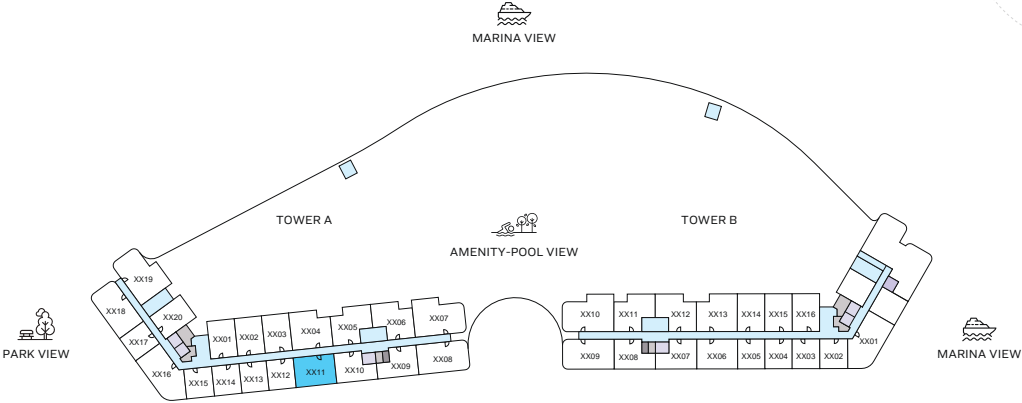 MARINA VIEW
TOWER A
TOWER B
AMENITY-POOL VIEW
PARK VIEW
MARINA VIEW
XX19
XX18
XX20
XX17
XX16
XX01
XX02
XX03
XX04
XX05
XX06
XX07
XX15
XX14
XX13
XX12
XX11
XX10
XX09
XX08
XX10
XX11
XX12
XX13
XX14
XX15
XX16
XX09
XX08
XX07
XX06
XX05
XX04
XX03
XX02
XX01